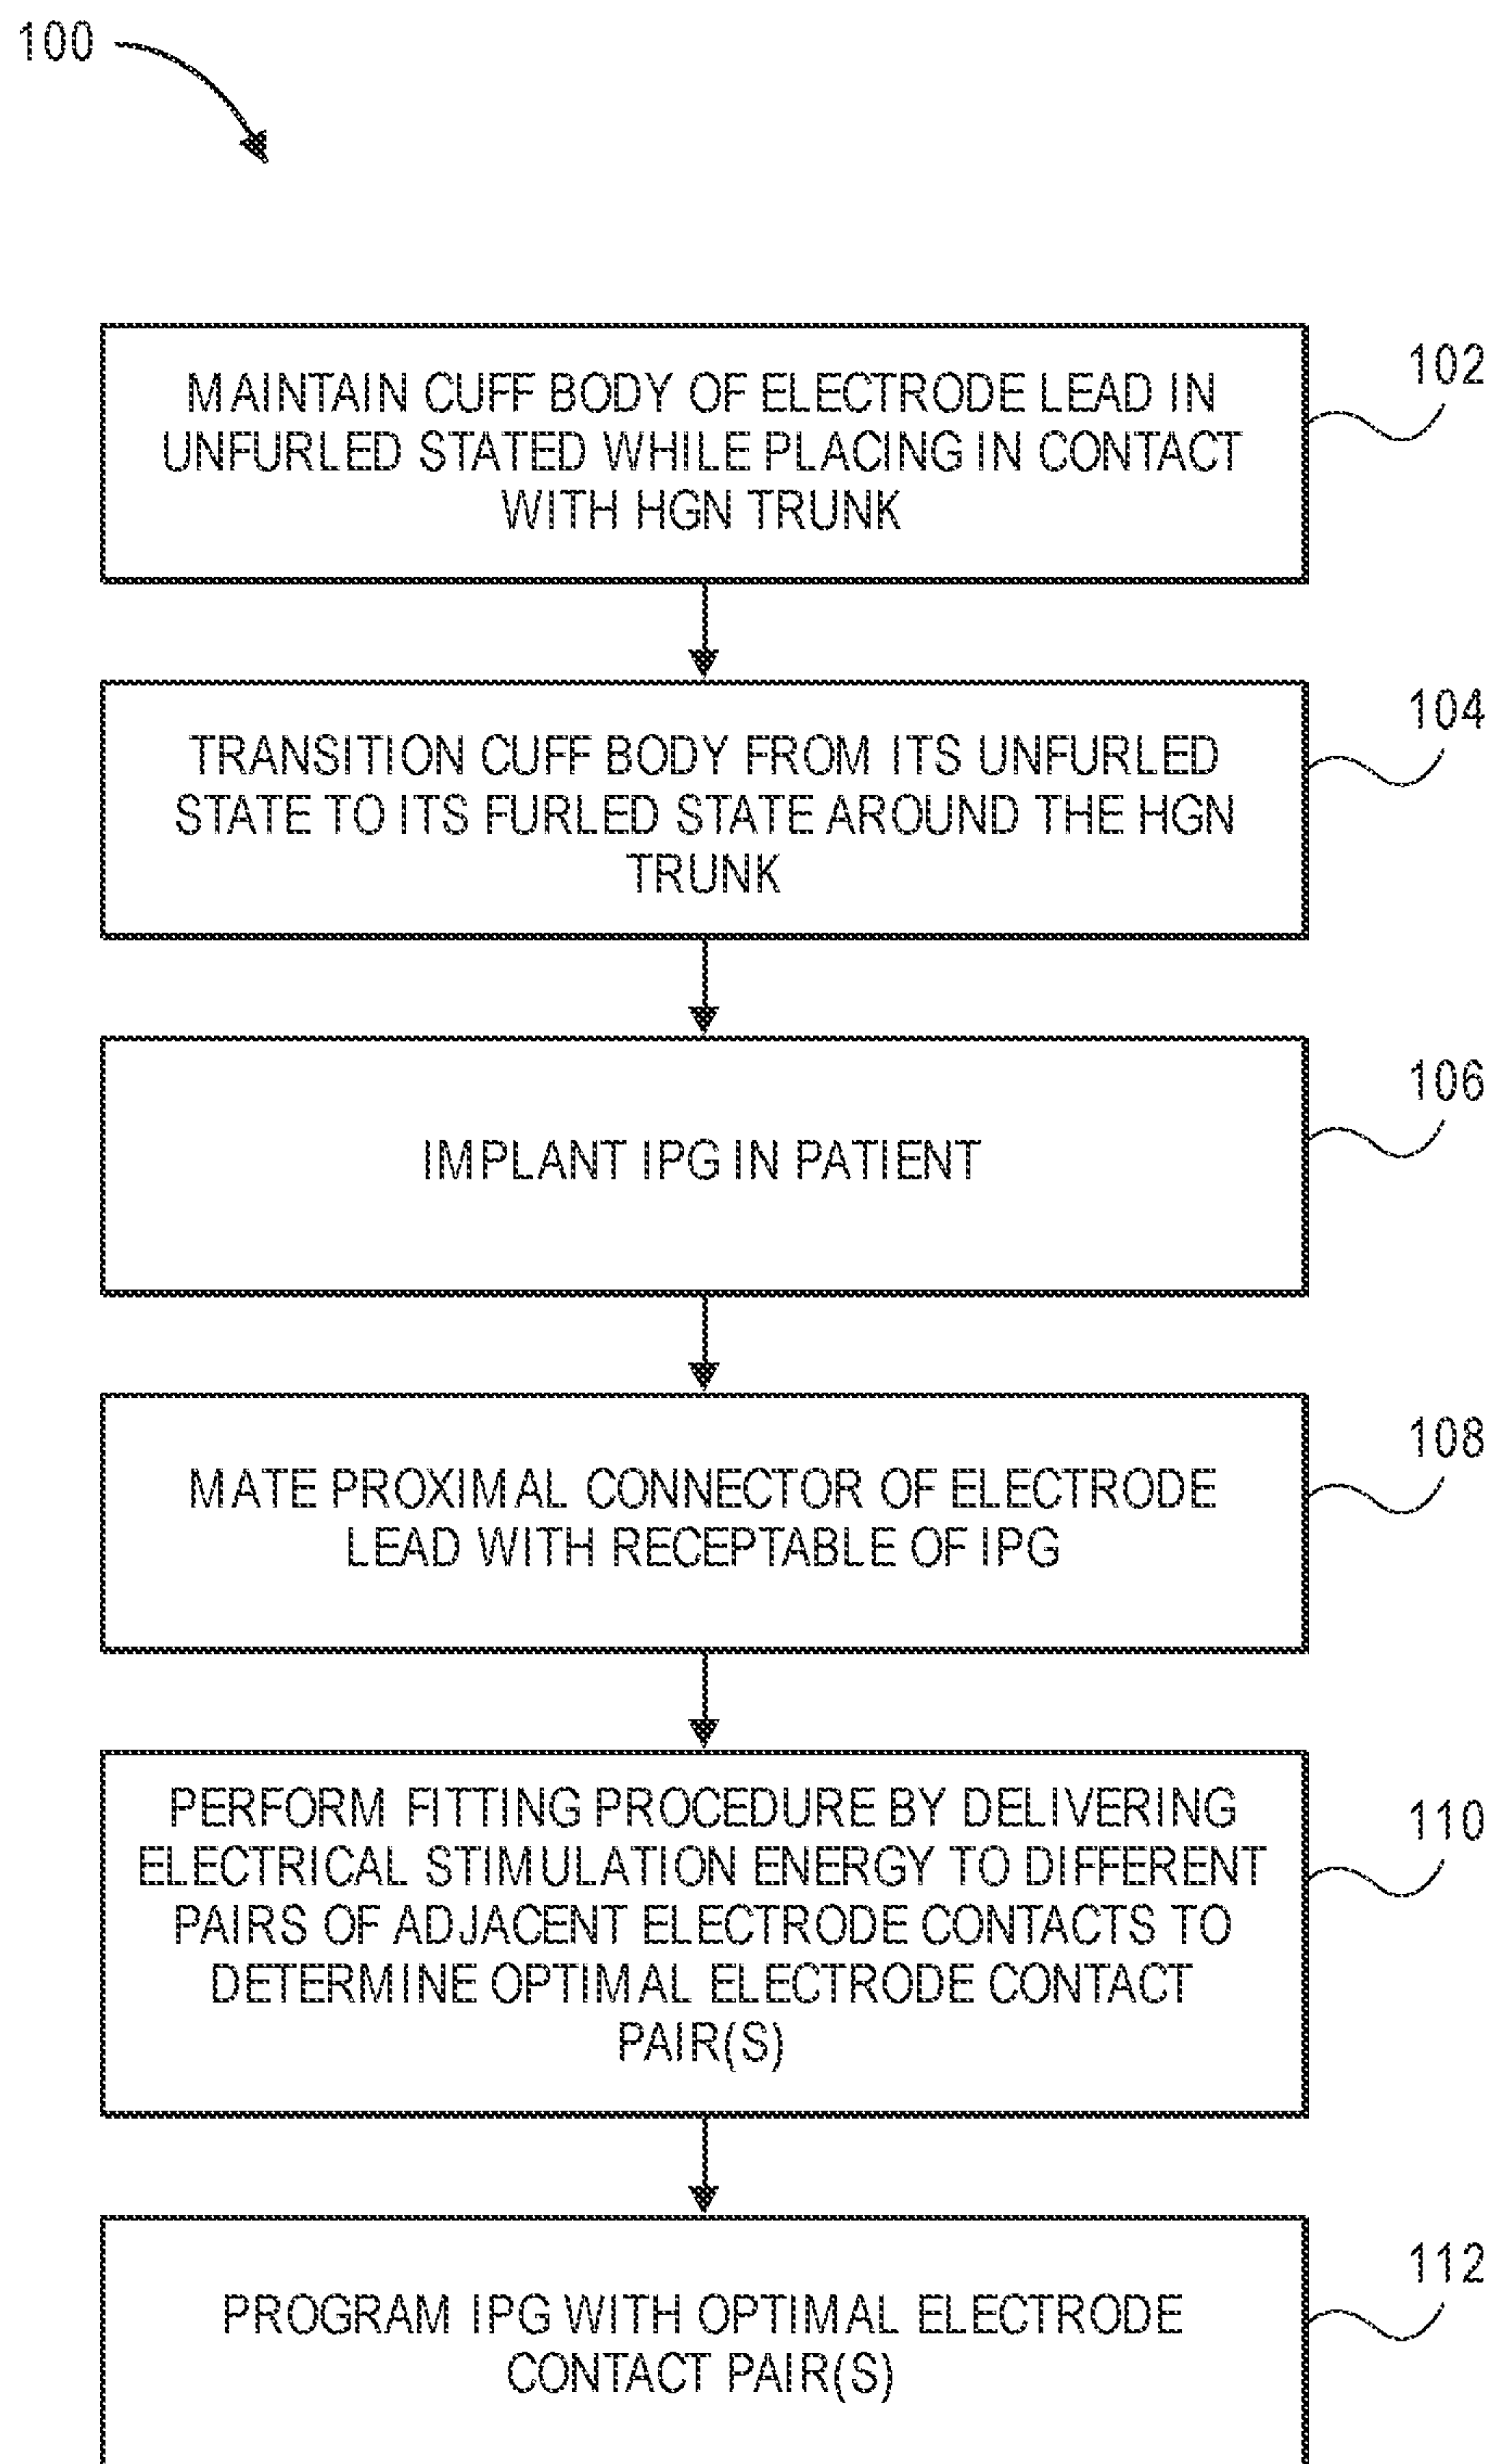 100
102
MAINTAIN CUFF BODY OF ELECTRODE LEAD IN
UNFURLED STATED WHILE PLACING IN CONTACT
WITH HGN TRUNK
104
TRANSITION CUFF BODY FROM ITS UNFURLED
STATE TO ITS FURLED STATE AROUND THE HGN
TRUNK
106
IMPLANT IPG IN PATIENT
108
MATE PROXIMAL CONNECTOR OF ELECTRODE
LEAD WITH RECEPTABLE OF IPG
110
PERFORM FITTING PROCEDURE BY DELIVERING
ELECTRICAL STIMULATION ENERGY TO DIFFERENT
PAIRS OF ADJACENT ELECTRODE CONTACTS TO
DETERMINE OPTIMAL ELECTRODE CONTACT
PAIR(S)
112
PROGRAM IPG WITH OPTIMAL ELECTRODE
CONTACT PAIR(S)